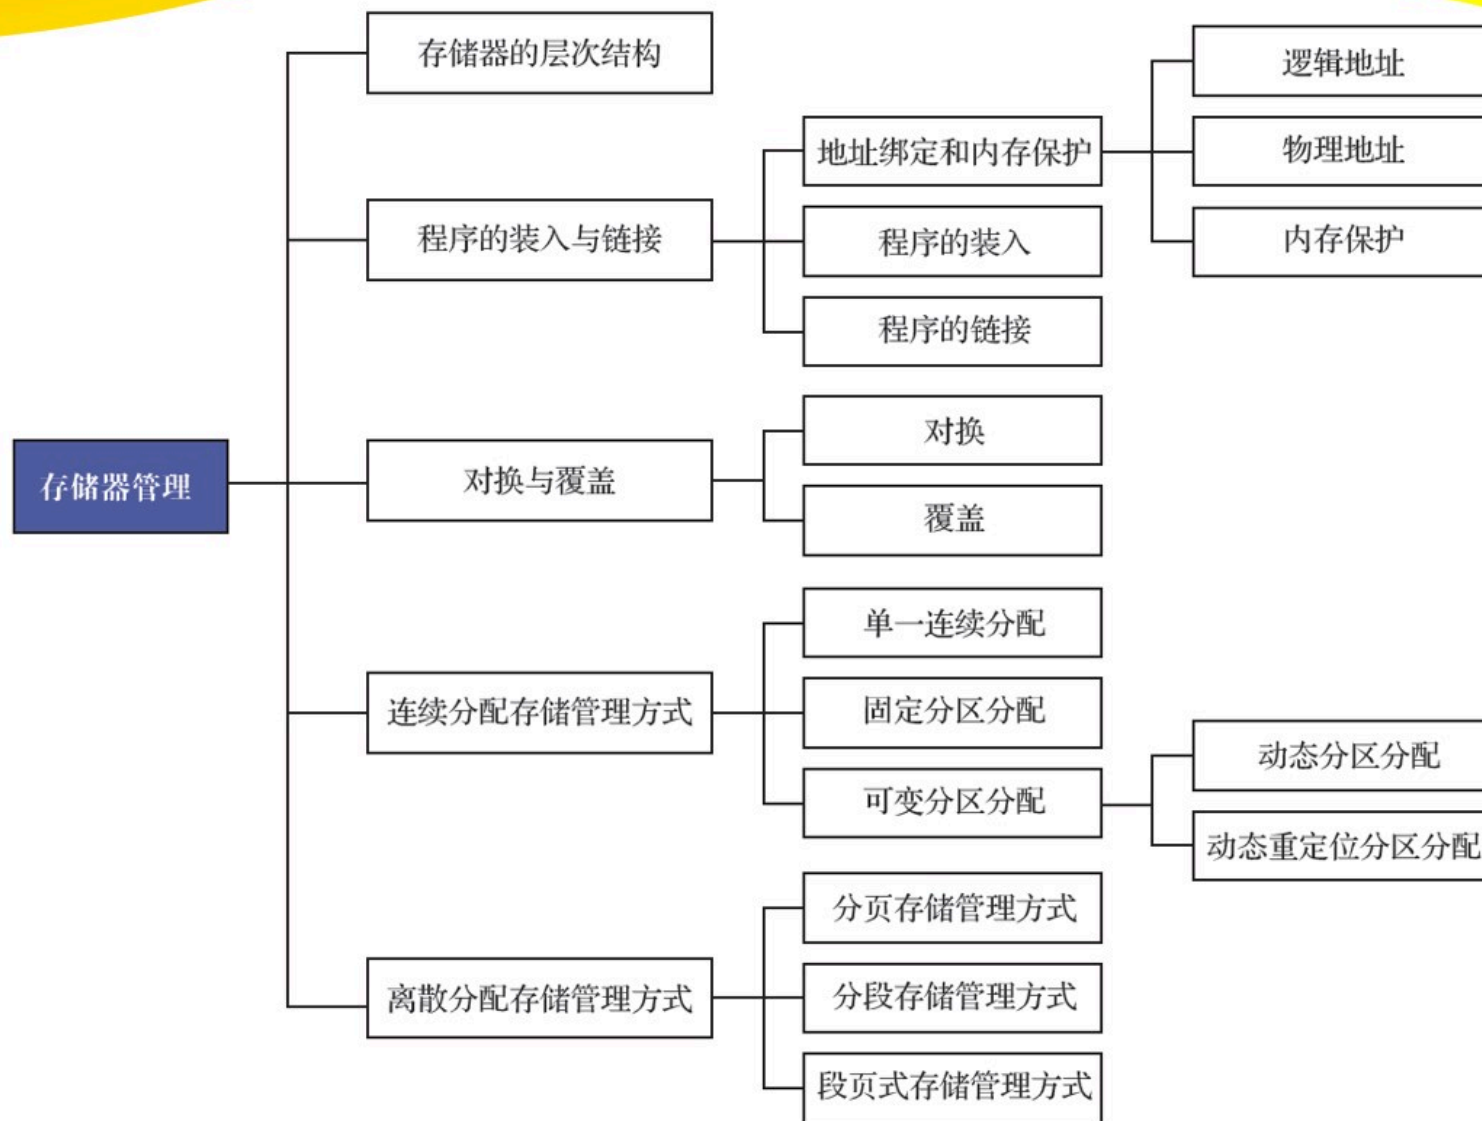 存储器管理
存储器的层次结构
程序的装入与链接
地址绑定和内存保护
逻辑地址
物理地址
内存保护
程序的装入
程序的链接
对换与覆盖
对换
覆盖
连续分配存储管理方式
单一连续分配
固定分区分配
可变分区分配
动态分区分配
动态重定位分区分配
离散分配存储管理方式
分页存储管理方式
分段存储管理方式
段页式存储管理方式